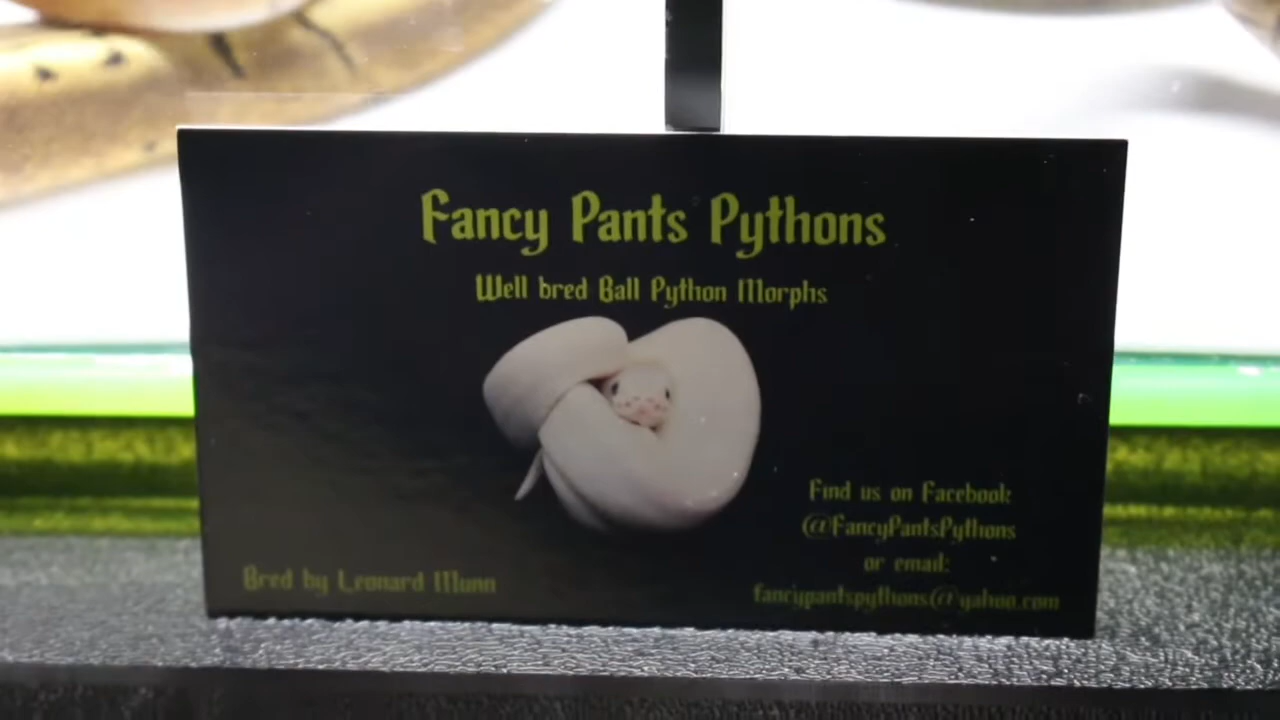 Fancy Pants Pythons
Well bred Ball Python Morphs
Find us on Facebook
@FancyPantsPythons
or email:
fancypantspythons@yahoo.com
Bred by Leonard Munn